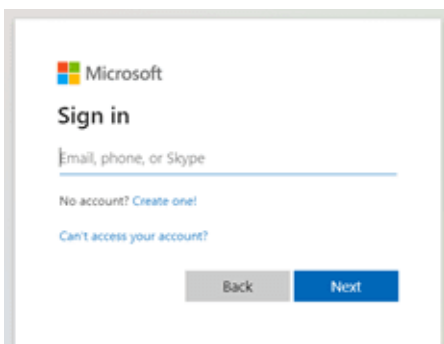 Microsoft
Sign in
Email, phone, or Skype
No account? Create one!
Can't access your account?
Back Next